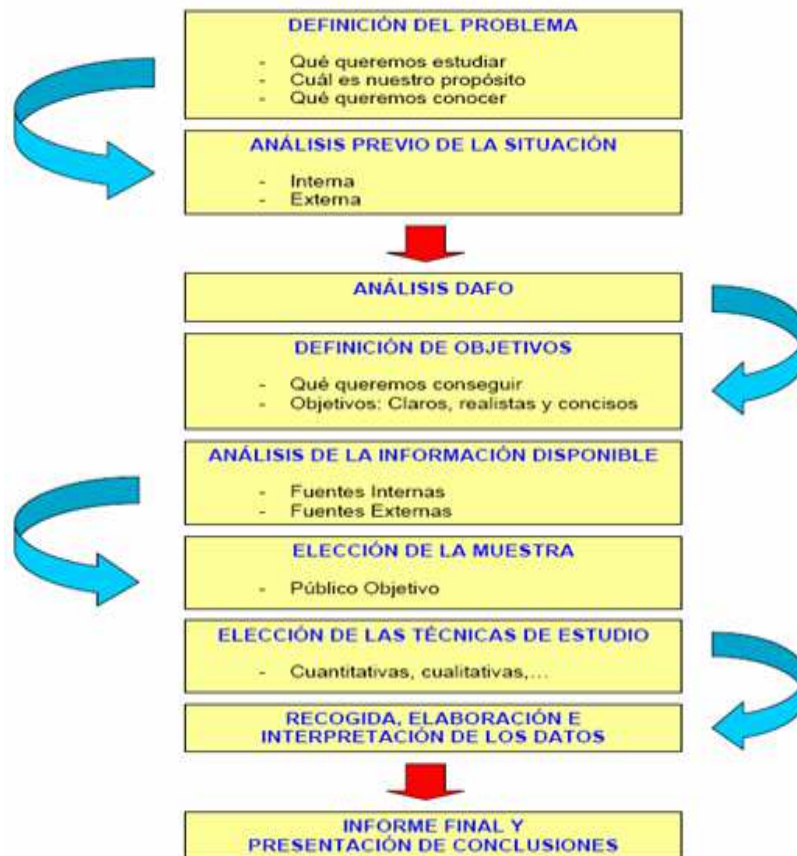 DEFINICIÓN DEL PROBLEMA
- Qué queremos estudiar
- Cuál es nuestro propósito
- Qué queremos conocer
ANÁLISIS PREVIO DE LA SITUACIÓN
- Interna
- Externa
ANÁLISIS DAFO
DEFINICIÓN DE OBJETIVOS
- Qué queremos conseguir
- Objetivos: Claros, realistas y concisos
ANÁLISIS DE LA INFORMACIÓN DISPONIBLE
- Fuentes Internas
- Fuentes Externas
ELECCIÓN DE LA MUESTRA
- Público Objetivo
ELECCIÓN DE LAS TÉCNICAS DE ESTUDIO
- Cuantitativas, cualitativas,...
RECOGIDA, ELABORACIÓN E
INTERPRETACIÓN DE LOS DATOS
INFORME FINAL Y
PRESENTACIÓN DE CONCLUSIONES